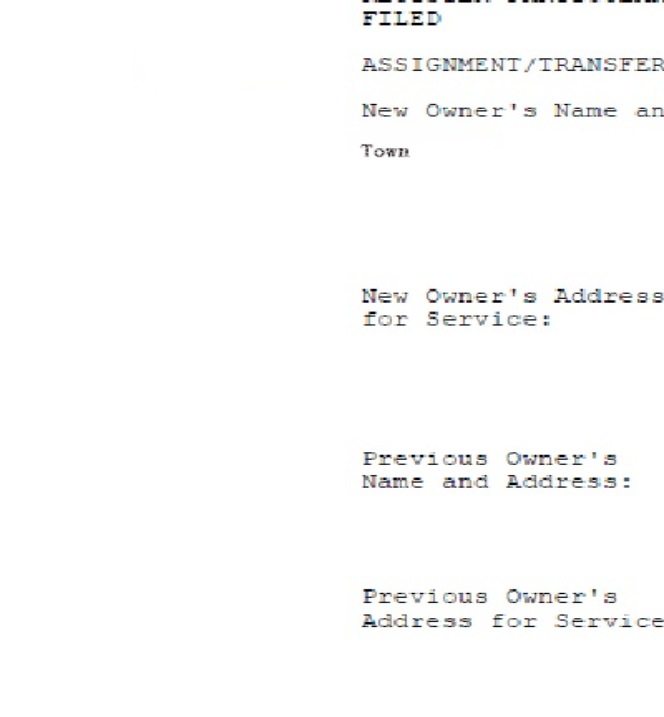 FILED
ASSIGNMENT/TRANSFER
New Owner's Name an
Town
New Owner's Address
for Service:
Previous Owner's
Name and Address:
Previous Owner's
Address for Service